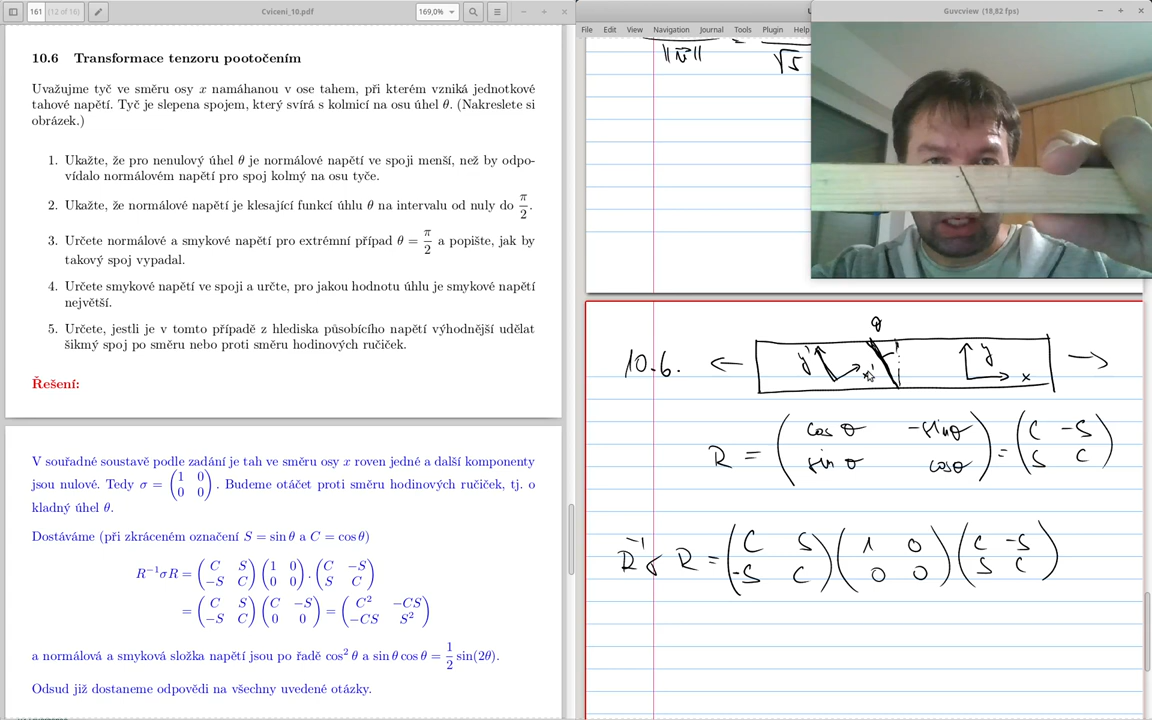 161 (12 of 16)
Cviceni_10.pdf
169,0%
Guvcview (18,82 fps)
File Edit View Navigation Journal Tools Plugin Help
10.6 Transformace tenzoru pootočením
Uvažujme tyč ve směru osy x namáhanou v ose tahem, při kterém vzniká jednotkové
tahové napětí. Tyč je slepena spojem, který svírá s kolmicí na osu úhel θ. (Nakreslete si
obrázek.)
1. Ukažte, že pro nenulový úhel θ je normálové napětí ve spoji menší, než by odpo-
vídalo normálovém napětí pro spoj kolmý na osu tyče.
2. Ukažte, že normálové napětí je klesající funkcí úhlu θ na intervalu od nuly do π/2.
3. Určete normálové a smykové napětí pro extrémní případ θ = π/2 a popište, jak by
takový spoj vypadal.
4. Určete smykové napětí ve spoji a určte, pro jakou hodnotu úhlu je smykové napětí
největší.
5. Určete, jestli je v tomto případě z hlediska působícího napětí výhodnější udělat
šikmý spoj po směru nebo proti směru hodinových ručiček.
Řešení:
V souřadné soustavě podle zadání je tah ve směru osy x roven jedné a další komponenty
jsou nulové. Tedy σ = (1 0; 0 0). Budeme otáčet proti směru hodinových ručiček, tj. o
kladný úhel θ.
Dostáváme (při zkráceném označení S = sin θ a C = cos θ)
R⁻¹σR = (C S; −S C) (1 0; 0 0) . (C −S; S C)
= (C S; −S C) (C −S; 0 0) = (C² −CS; −CS S²)
a normálová a smyková složka napětí jsou po řadě cos² θ a sin θ cos θ = 1/2 sin(2θ).
Odsud již dostaneme odpovědi na všechny uvedené otázky.
‖n‖ = √5
θ
10.6. ← y' x' y x →
R = (cos θ −sin θ; sin θ cos θ) = (C −S; S C)
R⁻¹ σ R = (C S; −S C) (1 0; 0 0) (C −S; S C)